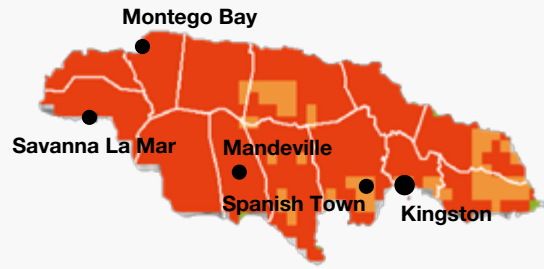 Montego Bay
Savanna La Mar
Mandeville
Spanish Town
Kingston